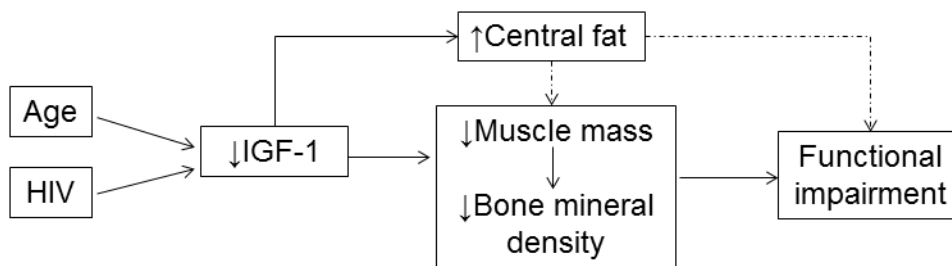 ↑Central fat
Age
HIV
↓IGF-1
↓Muscle mass
↓Bone mineral
density
Functional
impairment